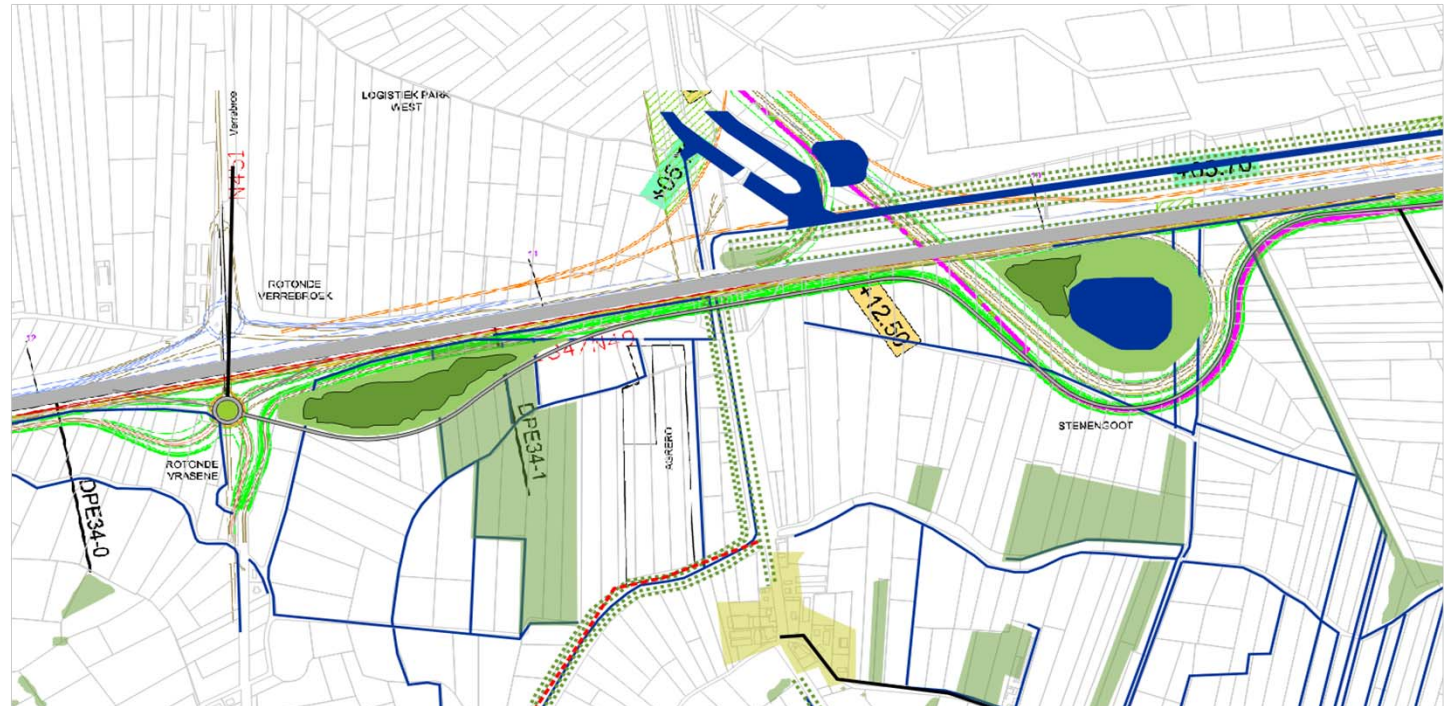 LOGISTIEK PARK
WEST
Verrebroe
N451
ROTONDE
VERREBROEK
+12.50
DPE34-1
AGRERO
STENENGOOT
ROTONDE
VRASENE
DPE34-0